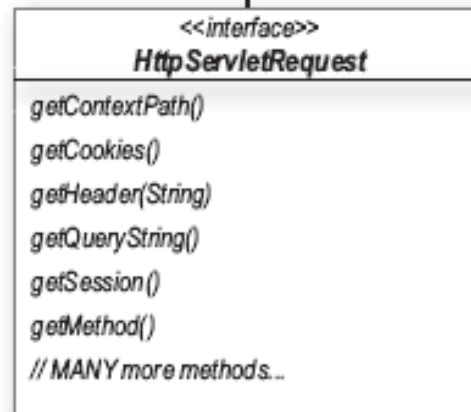 <<interface>>
HttpServletRequest
getContextPath()
getCookies()
getHeader(String)
getQueryString()
getSession()
getMethod()
// MANY more methods...